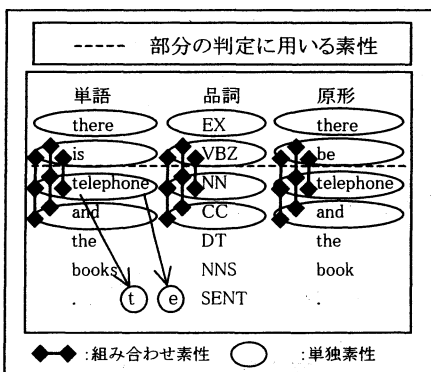 ----- 部分の判定に用いる素性
単語 品詞 原形
there EX there
is VBZ be
telephone NN telephone
and CC and
the DT the
books NNS book
. t e SENT .
:組み合わせ素性 :単独素性